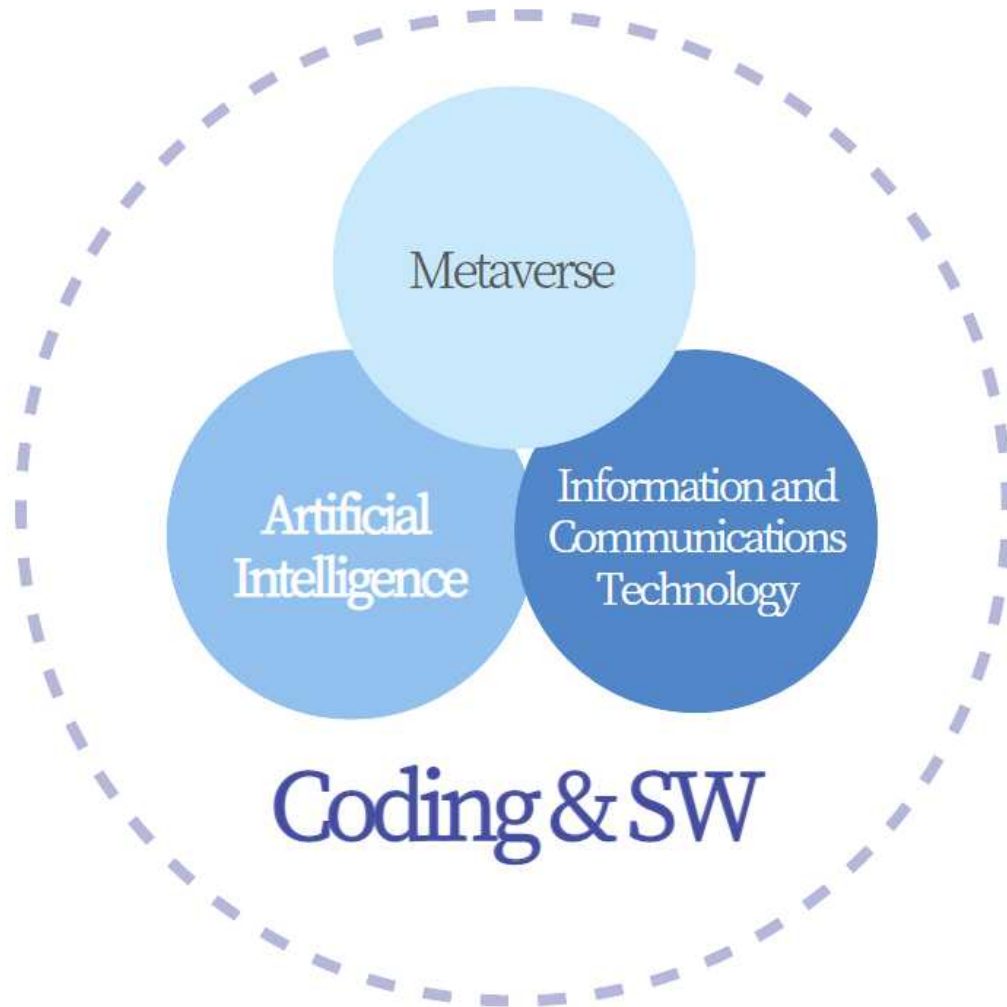 Metaverse
Artificial
Intelligence
Information and
Communications
Technology
Coding & SW